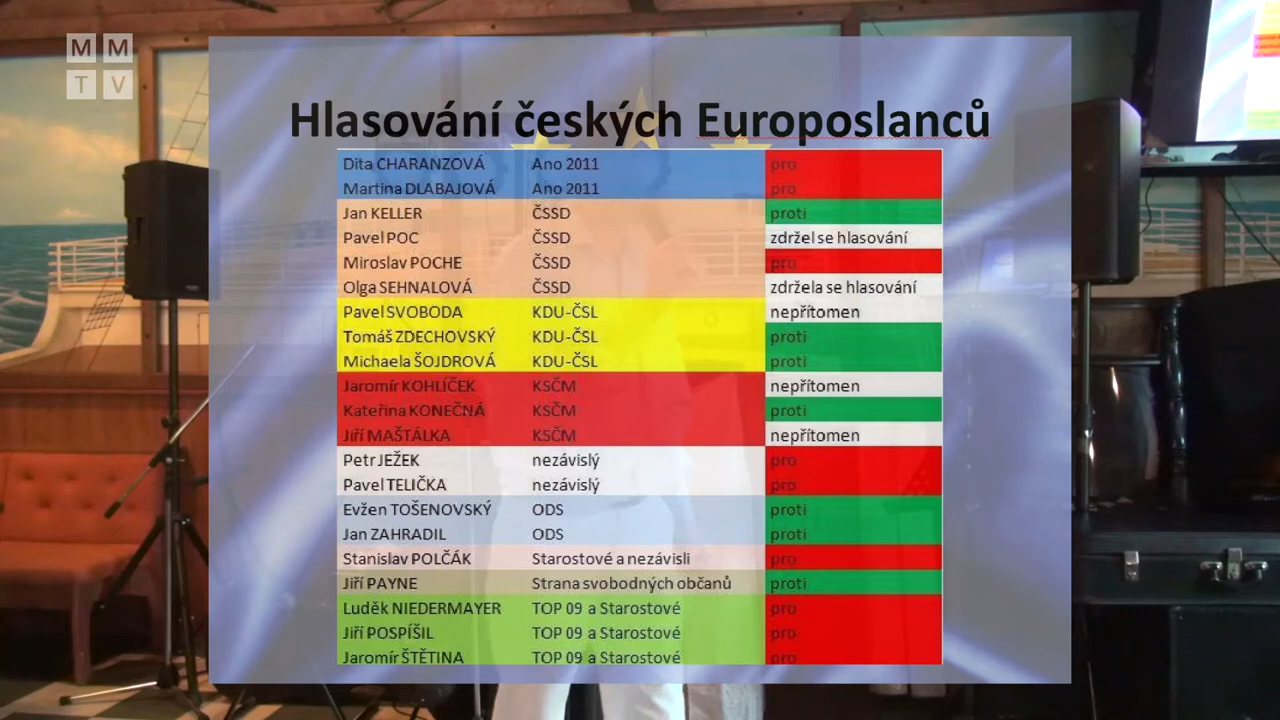 MM
TV
Hlasování českých Europoslanců
Dita CHARANZOVÁ Ano 2011 pro
Martina DLABAJOVÁ Ano 2011 pro
Jan KELLER ČSSD proti
Pavel POC ČSSD zdržel se hlasování
Miroslav POCHE ČSSD pro
Olga SEHNALOVÁ ČSSD zdržela se hlasování
Pavel SVOBODA KDU-ČSL nepřítomen
Tomáš ZDECHOVSKÝ KDU-ČSL proti
Michaela ŠOJDROVÁ KDU-ČSL proti
Jaromír KOHLÍČEK KSČM nepřítomen
Kateřina KONEČNÁ KSČM proti
Jiří MAŠTÁLKA KSČM nepřítomen
Petr JEŽEK nezávislý pro
Pavel TELIČKA nezávislý pro
Evžen TOŠENOVSKÝ ODS proti
Jan ZAHRADIL ODS proti
Stanislav POLČÁK Starostové a nezávisli pro
Jiří PAYNE Strana svobodných občanů proti
Luděk NIEDERMAYER TOP 09 a Starostové pro
Jiří POSPÍŠIL TOP 09 a Starostové pro
Jaromír ŠTĚTINA TOP 09 a Starostové pro